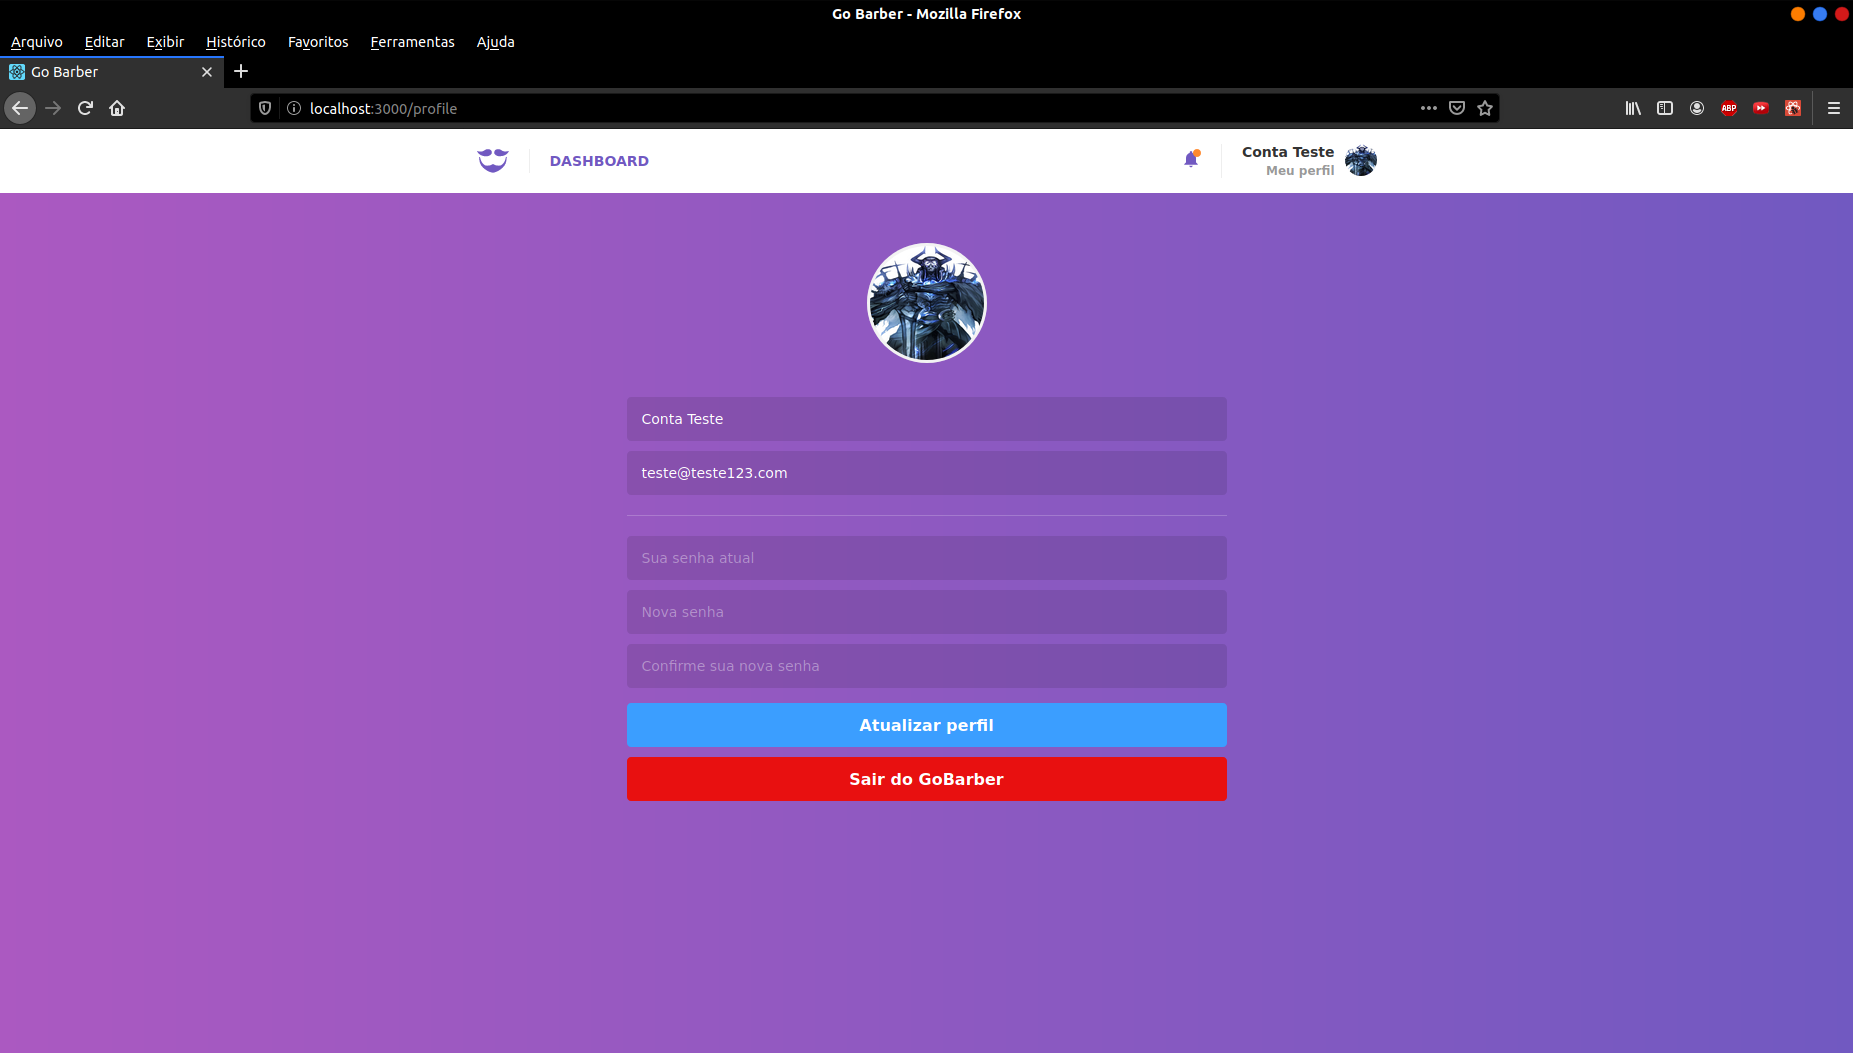 Go Barber - Mozilla Firefox
Arquivo Editar Exibir Histórico Favoritos Ferramentas Ajuda
Go Barber
localhost:3000/profile
ABP
DASHBOARD
Conta Teste
Meu perfil
Conta Teste
teste@teste123.com
Sua senha atual
Nova senha
Confirme sua nova senha
Atualizar perfil
Sair do GoBarber